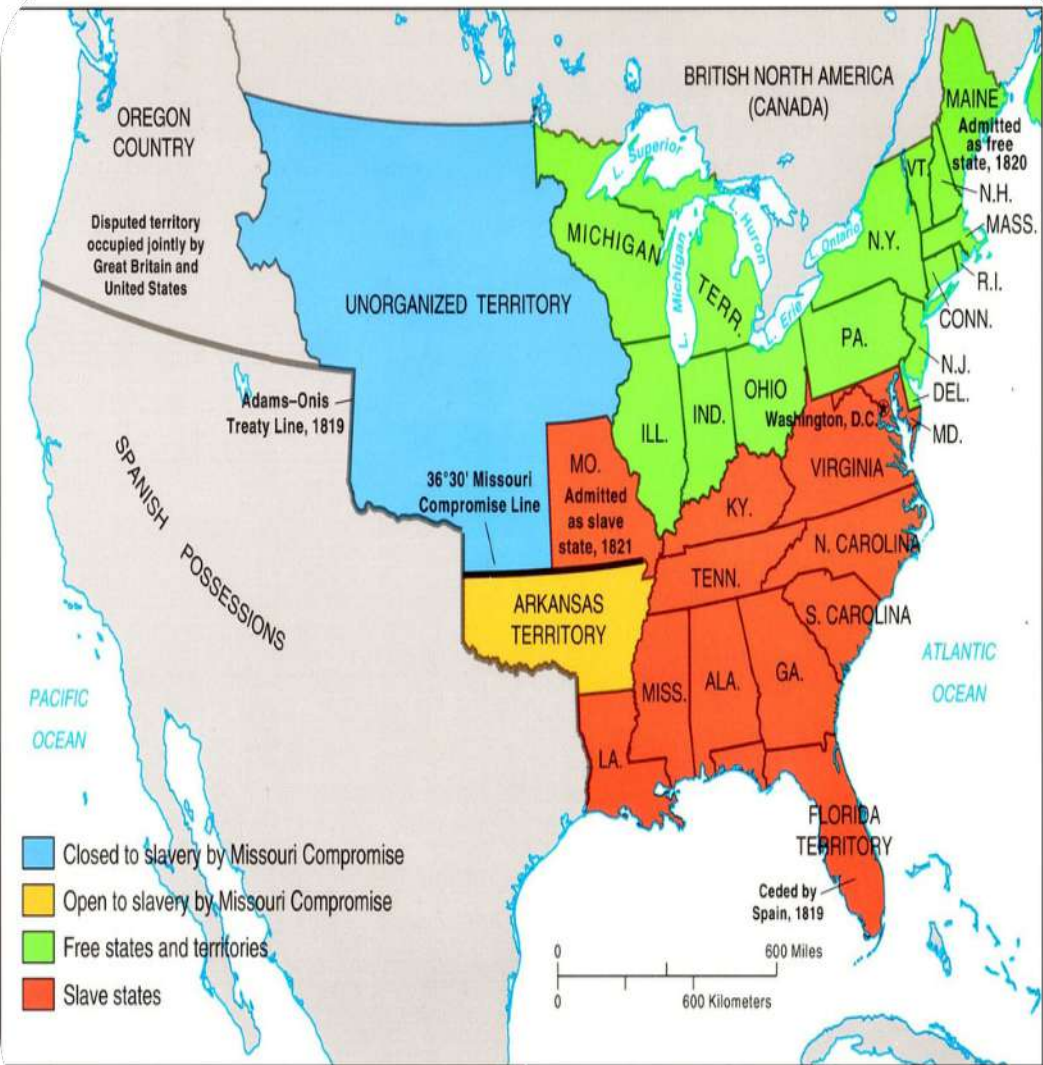 BRITISH NORTH AMERICA
(CANADA)
OREGON
COUNTRY
Disputed territory
occupied jointly by
Great Britain and
United States
MAINE
Admitted
as free
state, 1820
VT.
N.H.
MASS.
N.Y.
R.I.
CONN.
L. Superior
L. Huron
L. Ontario
L. Michigan
L. Erie
MICHIGAN
TERR.
UNORGANIZED TERRITORY
PA.
N.J.
DEL.
MD.
OHIO
IND.
ILL.
Washington, D.C.
Adams–Onis
Treaty Line, 1819
36°30' Missouri
Compromise Line
MO.
Admitted
as slave
state, 1821
KY.
VIRGINIA
N. CAROLINA
TENN.
S. CAROLINA
SPANISH POSSESSIONS
ARKANSAS
TERRITORY
MISS.
ALA.
GA.
LA.
ATLANTIC
OCEAN
PACIFIC
OCEAN
FLORIDA
TERRITORY
Ceded by
Spain, 1819
Closed to slavery by Missouri Compromise
Open to slavery by Missouri Compromise
Free states and territories
Slave states
0 600 Miles
0 600 Kilometers